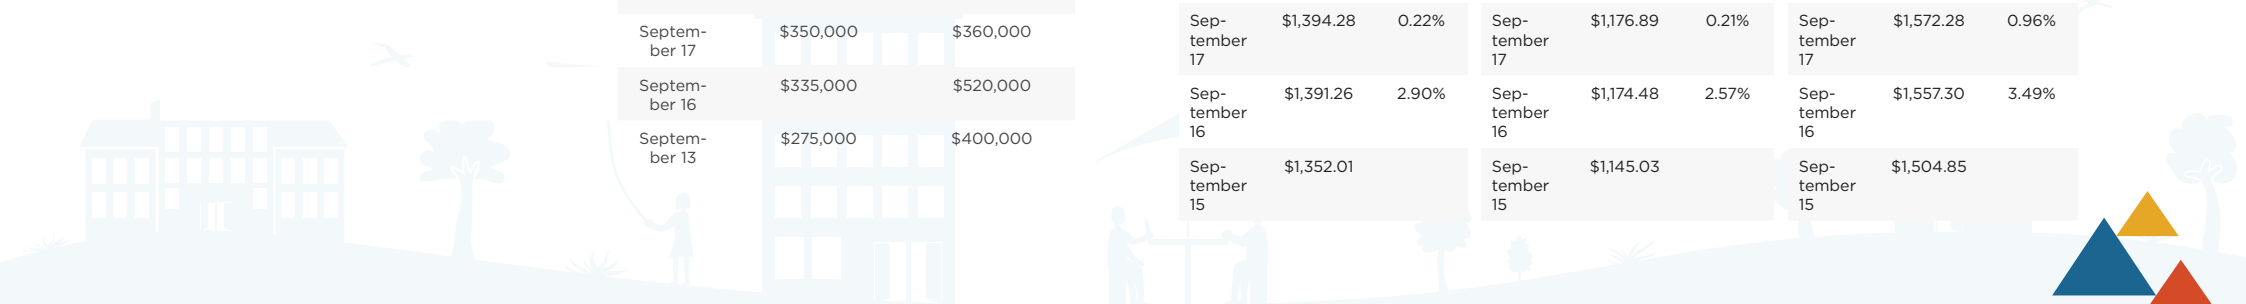 Septem-
ber 17 $350,000 $360,000
Septem-
ber 16 $335,000 $520,000
Septem-
ber 13 $275,000 $400,000
Sep- $1,394.28 0.22%
tember
17
Sep- $1,391.26 2.90%
tember
16
Sep- $1,352.01
tember
15
Sep- $1,176.89 0.21%
tember
17
Sep- $1,174.48 2.57%
tember
16
Sep- $1,145.03
tember
15
Sep- $1,572.28 0.96%
tember
17
Sep- $1,557.30 3.49%
tember
16
Sep- $1,504.85
tember
15